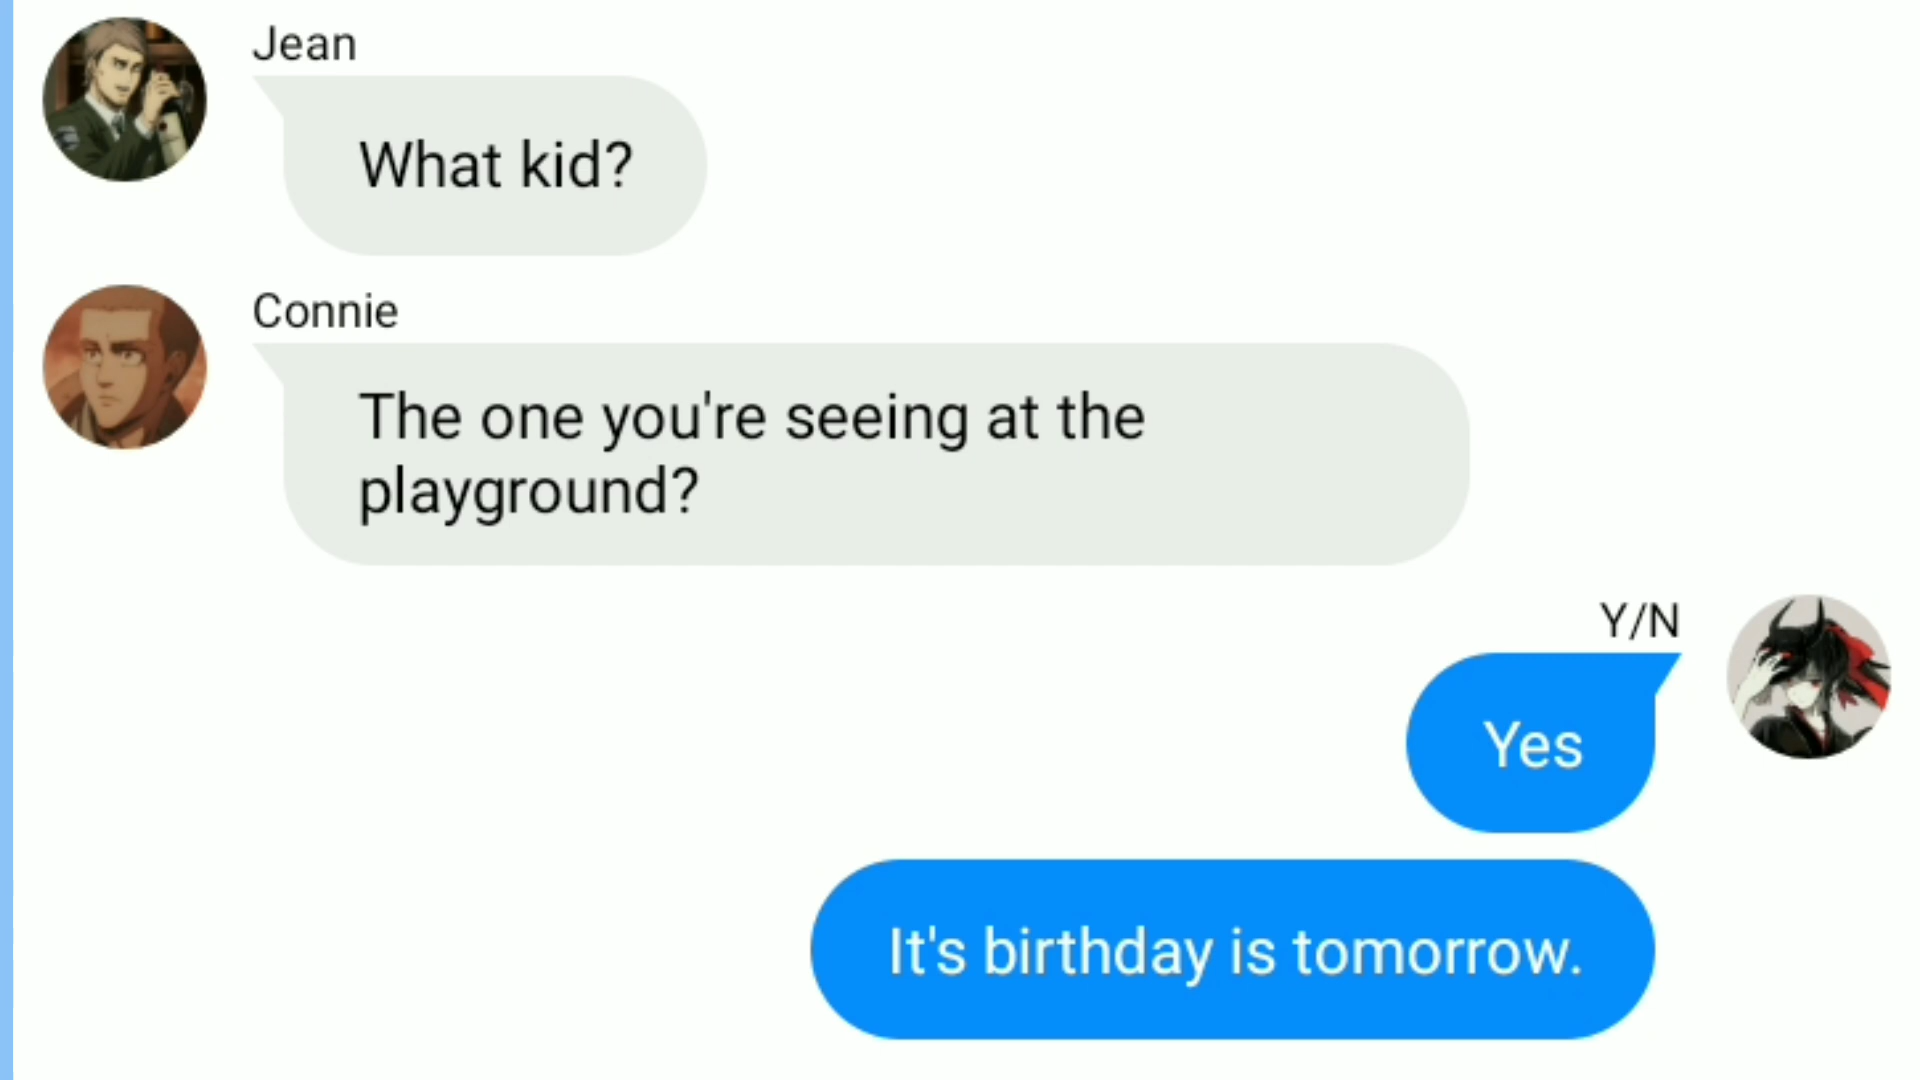 Jean
What kid?
Connie
The one you're seeing at the
playground?
Y/N
Yes
It's birthday is tomorrow.